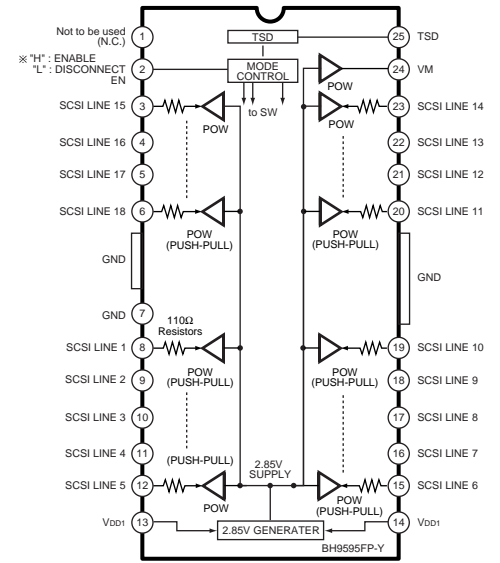 Not to be used
(N.C.)
1
TSD
25
TSD
※ "H" : ENABLE
"L" : DISCONNECT
EN
2
MODE
CONTROL
POW
24
VM
SCSI LINE 15
3
POW
to SW
POW
23
SCSI LINE 14
SCSI LINE 16
4
22
SCSI LINE 13
SCSI LINE 17
5
21
SCSI LINE 12
SCSI LINE 18
6
POW
(PUSH-PULL)
POW
(PUSH-PULL)
20
SCSI LINE 11
GND
GND
GND
7
110Ω
Resistors
SCSI LINE 1
8
POW
(PUSH-PULL)
POW
(PUSH-PULL)
19
SCSI LINE 10
SCSI LINE 2
9
18
SCSI LINE 9
SCSI LINE 3
10
17
SCSI LINE 8
SCSI LINE 4
11
(PUSH-PULL)
16
SCSI LINE 7
SCSI LINE 5
12
POW
2.85V
SUPPLY
POW
(PUSH-PULL)
15
SCSI LINE 6
VDD1
13
2.85V GENERATER
14
VDD1
BH9595FP-Y